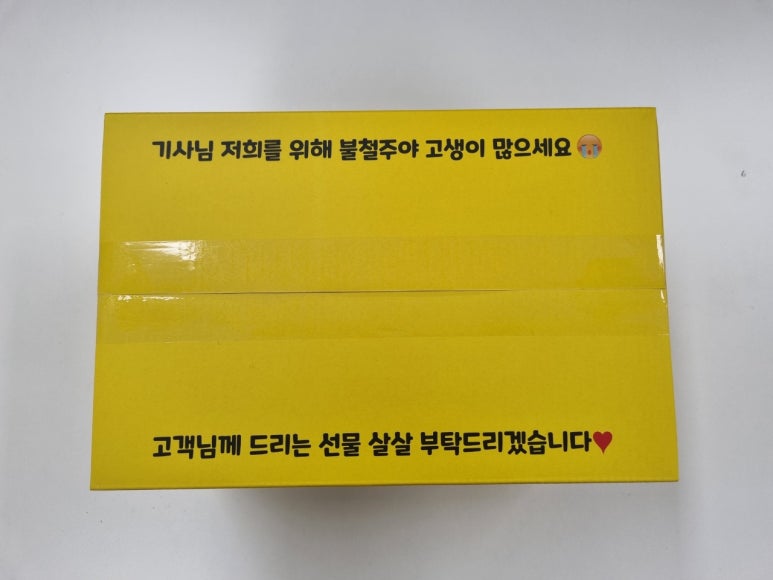 기사님 저희를 위해 불철주야 고생이 많으세요😭
고객님께 드리는 선물 살살 부탁드리겠습니다♥